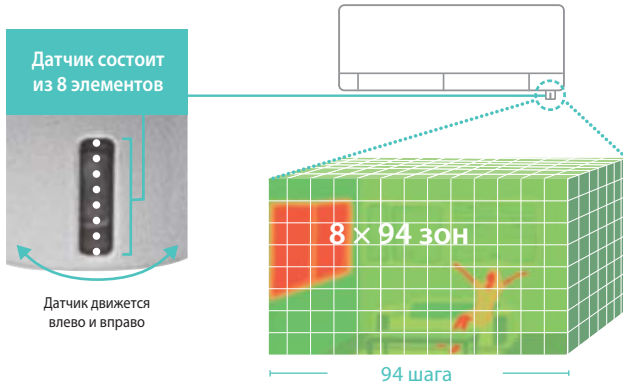 Датчик состоит
из 8 элементов
8 × 94 зон
Датчик движется
влево и вправо
94 шага